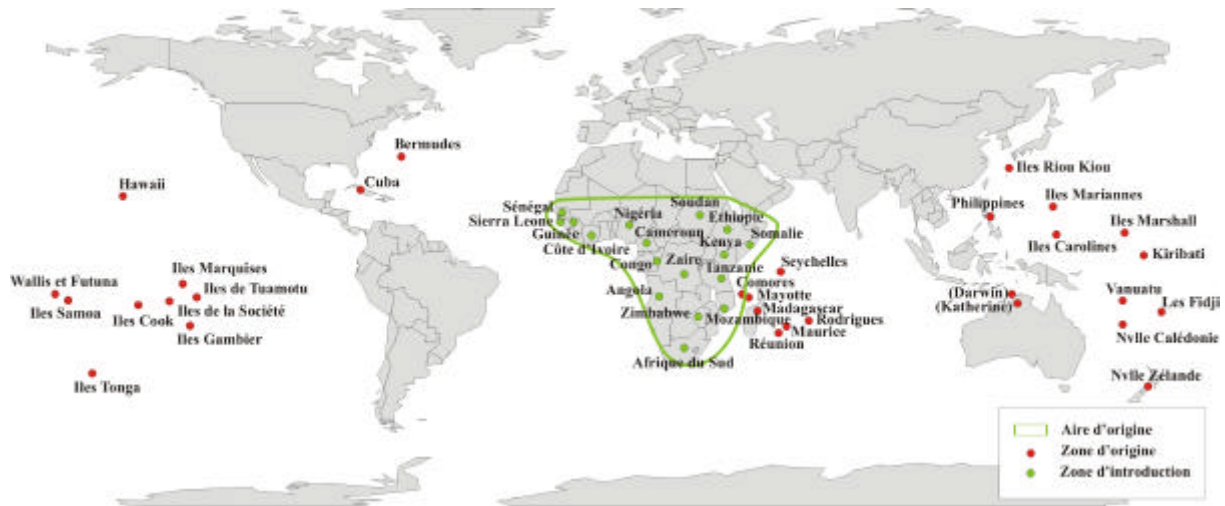 Bermudes
Hawaii
Cuba
Sénégal
Sierra Leone
Guinée
Côte d'Ivoire
Nigéria
Cameroun
Congo
Zaire
Angola
Zimbabwe
Soudan
Ethiopie
Kenya
Somalie
Tanzanie
Mozambique
Afrique du Sud
Seychelles
Comores
Mayotte
Madagascar
Rodrigues
Maurice
Réunion
Iles Riou Kiou
Philippines
Iles Mariannes
Iles Marshall
Iles Carolines
Kiribati
(Darwin)
(Katherine)
Vanuatu
Les Fidji
Nvlle Calédonie
Nvlle Zélande
Wallis et Futuna
Iles Samoa
Iles Marquises
Iles de Tuamotu
Iles de la Société
Iles Cook
Iles Gambier
Iles Tonga
Aire d'origine
Zone d'origine
Zone d'introduction